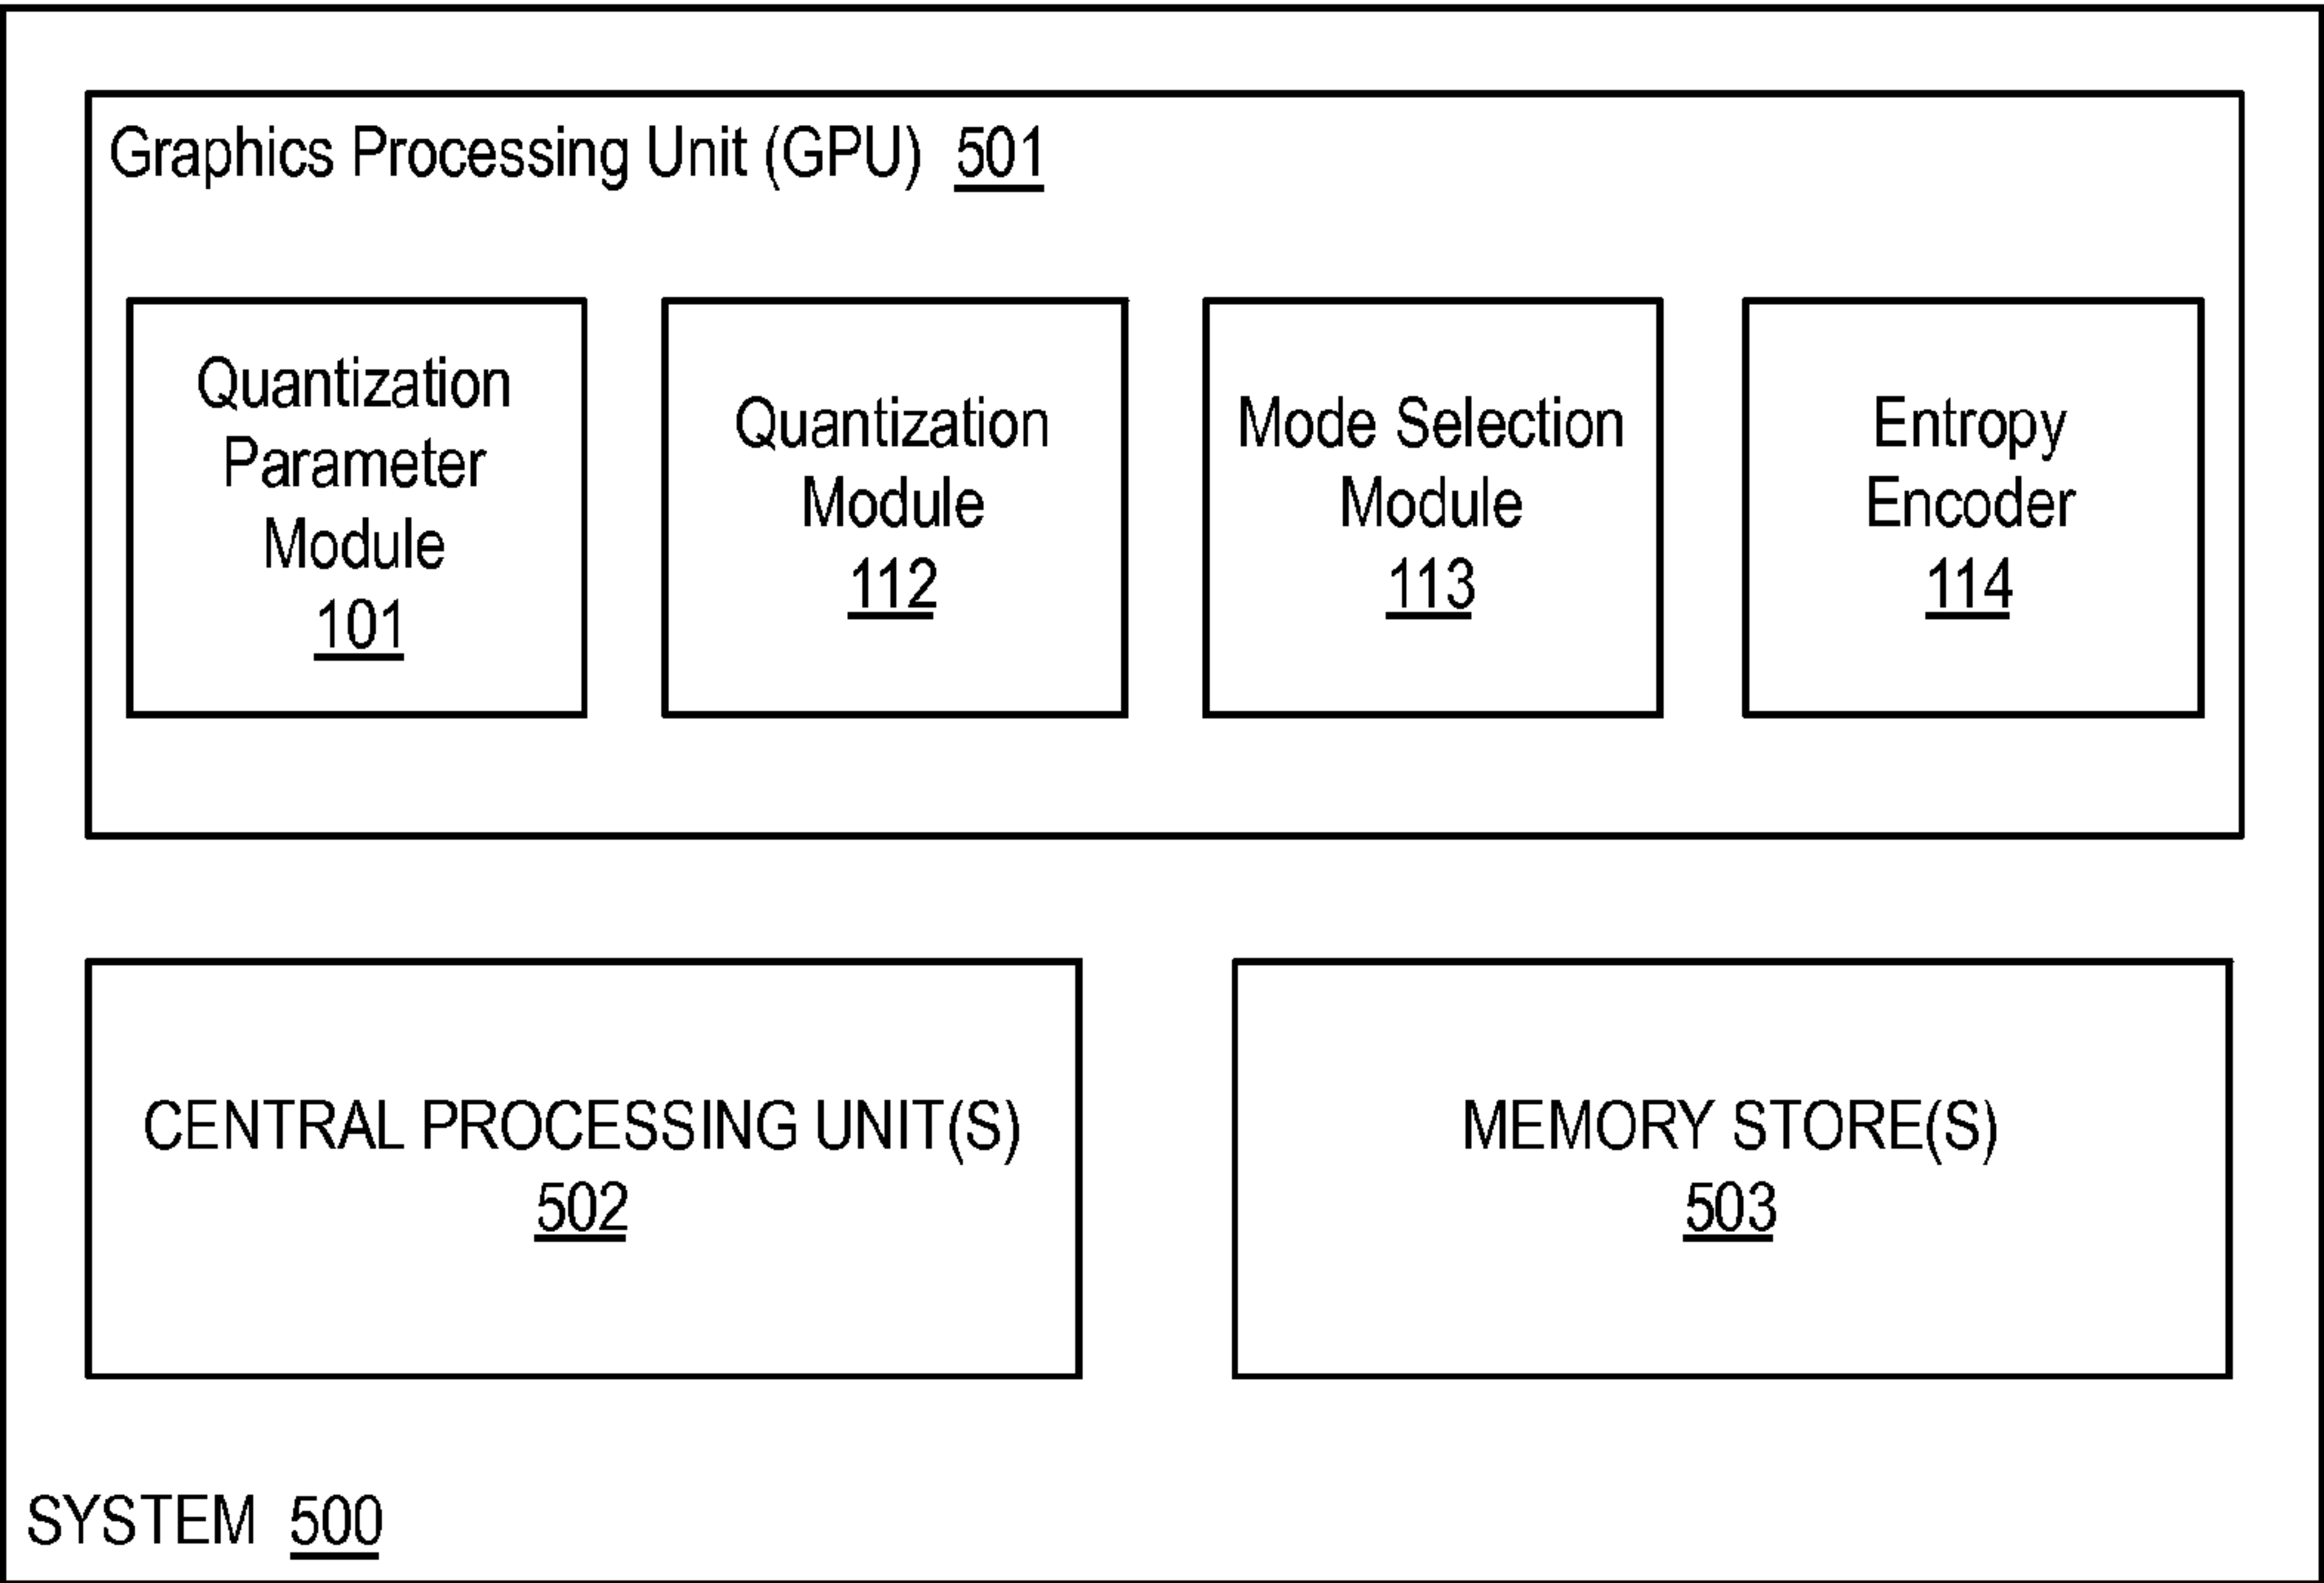 Graphics Processing Unit (GPU) 501
Quantization
Parameter
Module
101
Quantization
Module
112
Mode Selection
Module
113
Entropy
Encoder
114
CENTRAL PROCESSING UNIT(S)
502
MEMORY STORE(S)
503
SYSTEM 500